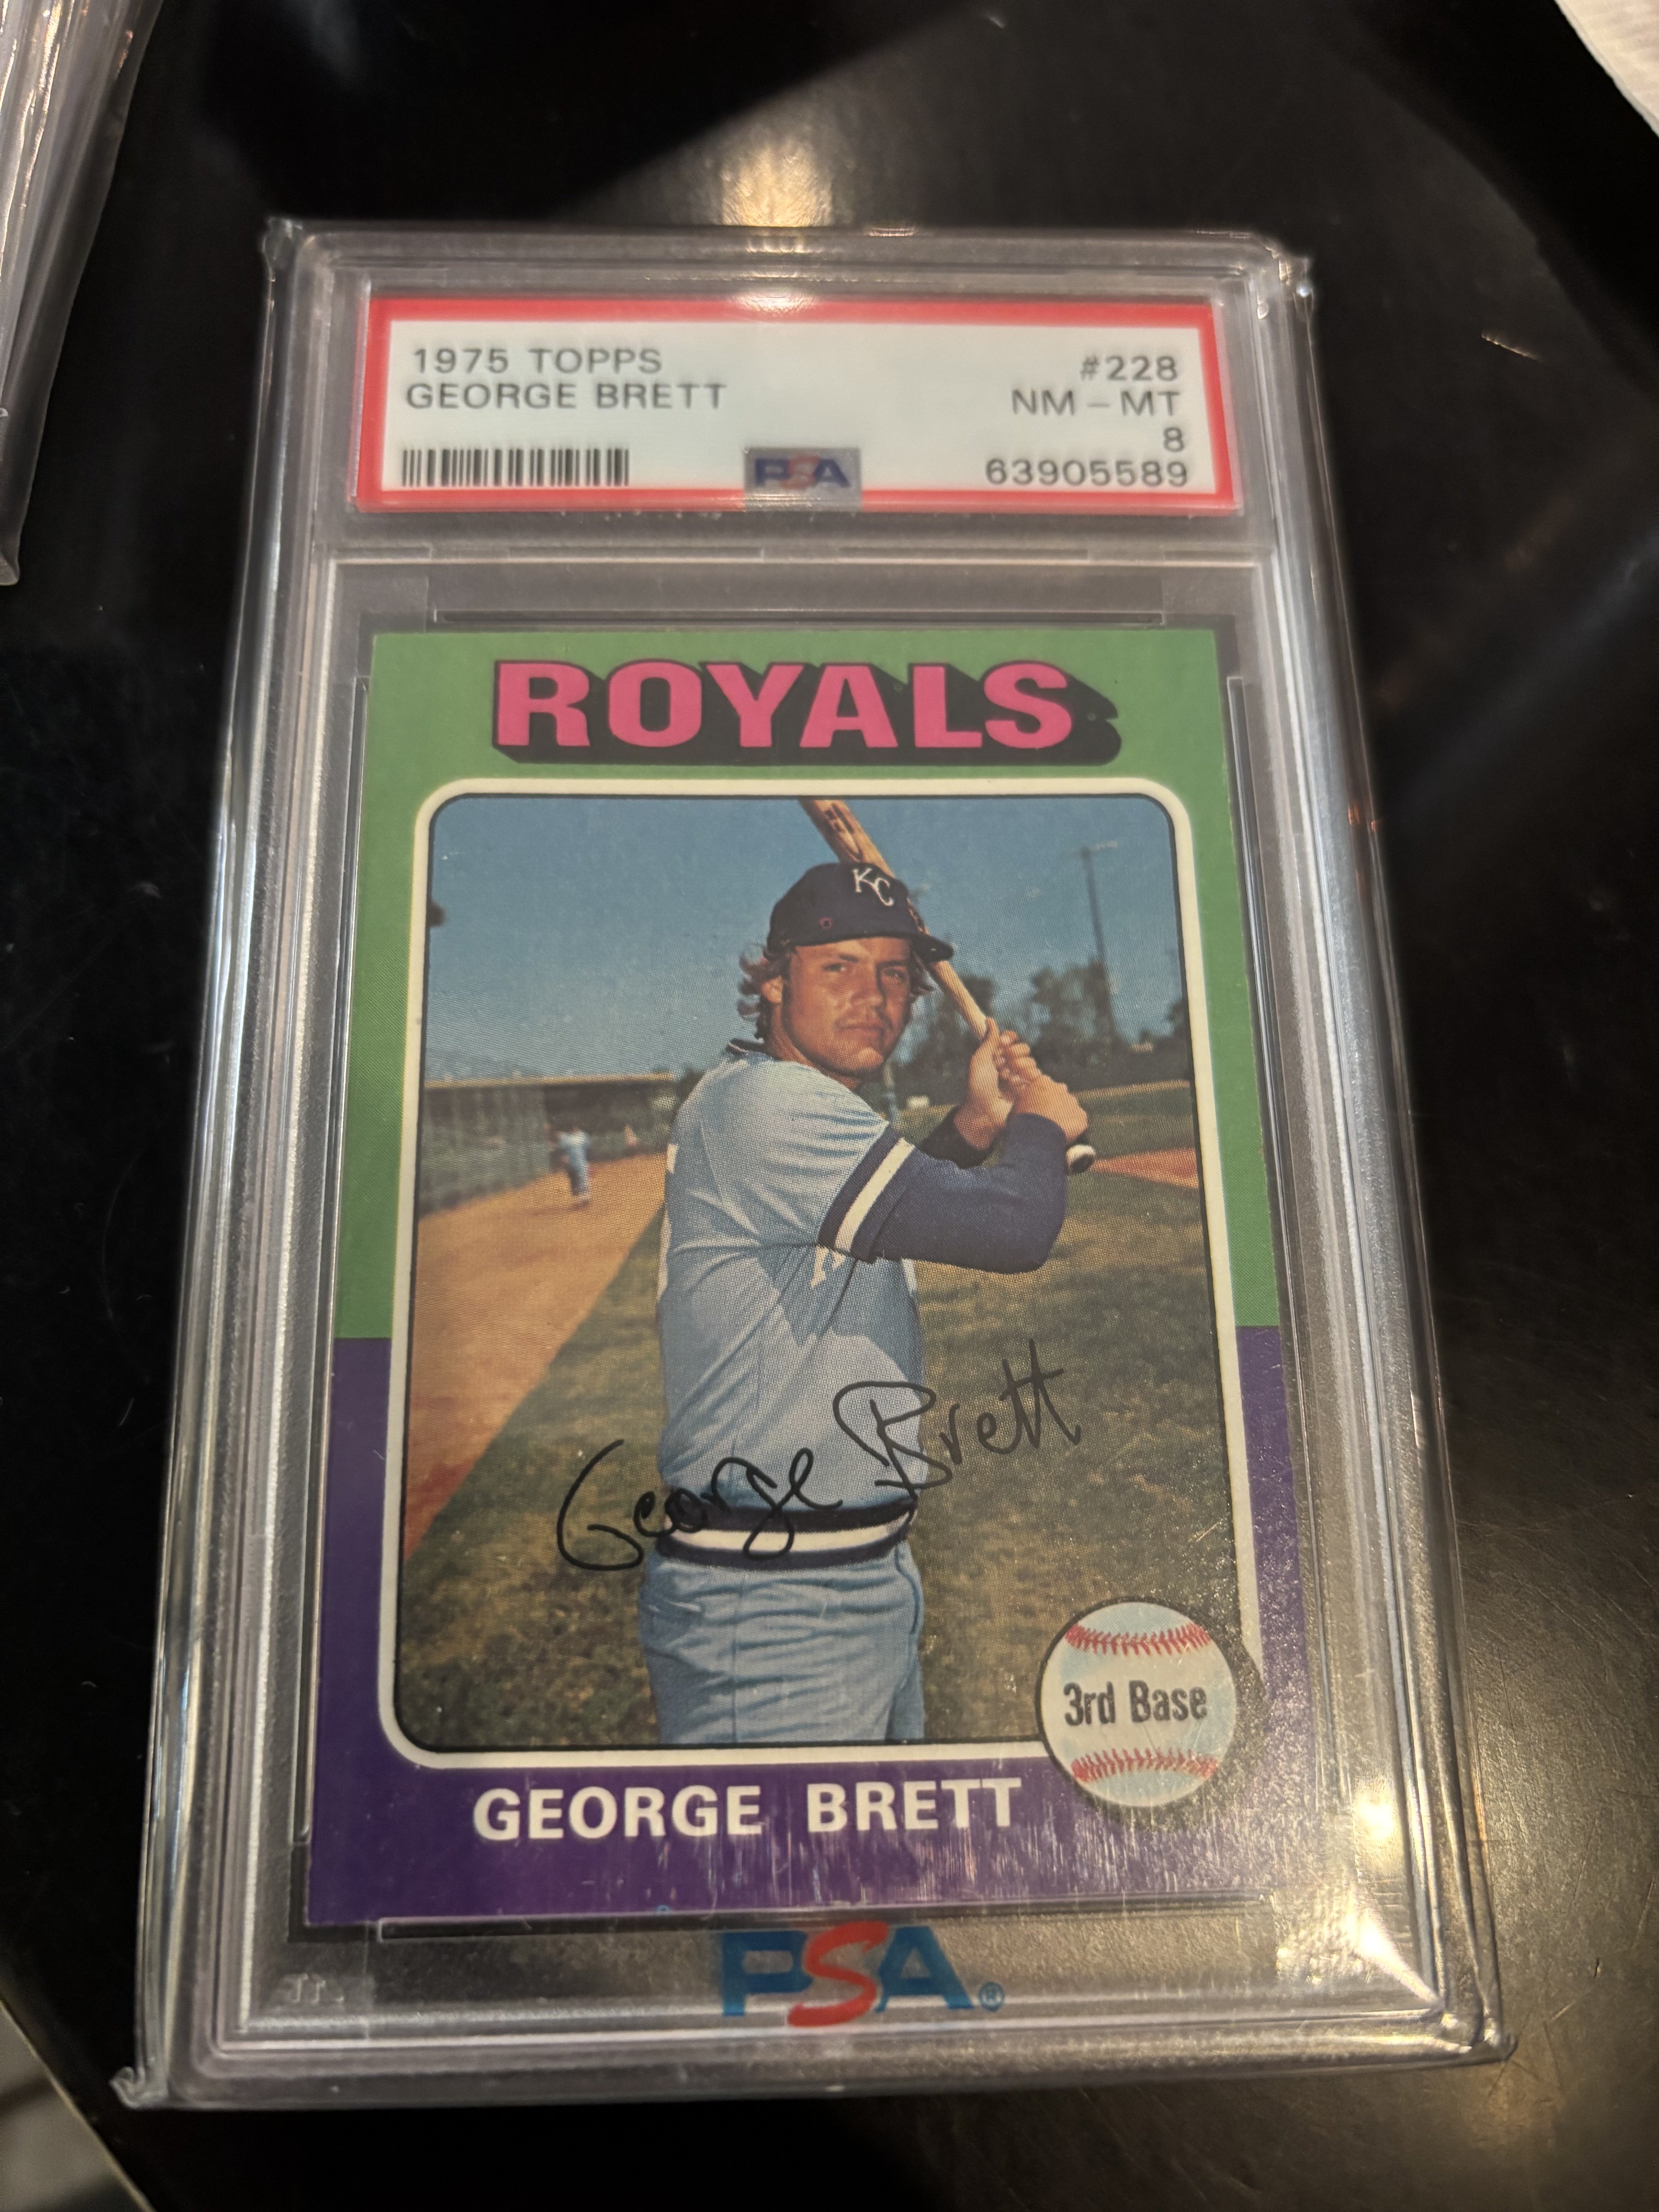 1975 TOPPS #228
GEORGE BRETT NM - MT
8
PSA 63905589
ROYALS
KC
George Brett
3rd Base
GEORGE BRETT
PSA®